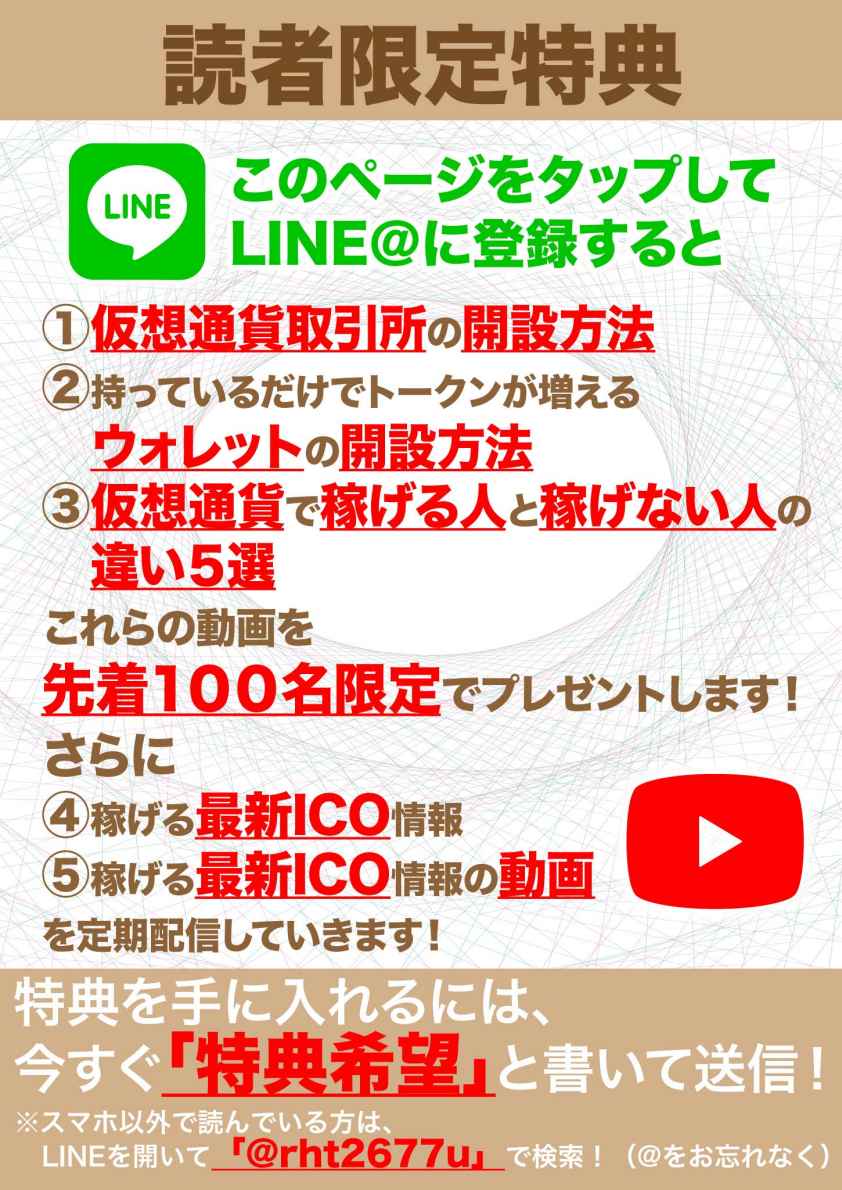 読者限定特典
LINE
このページをタップして
LINE@に登録すると
①仮想通貨取引所の開設方法
②持っているだけでトークンが増える
ウォレットの開設方法
③仮想通貨で稼げる人と稼げない人の
違い5選
これらの動画を
先着100名限定でプレゼントします!
さらに
④稼げる最新ICO情報
⑤稼げる最新ICO情報の動画
を定期配信していきます!
特典を手に入れるには、
今すぐ「特典希望」と書いて送信!
※スマホ以外で読んでいる方は、
LINEを開いて「@rht2677u」で検索!(@をお忘れなく)